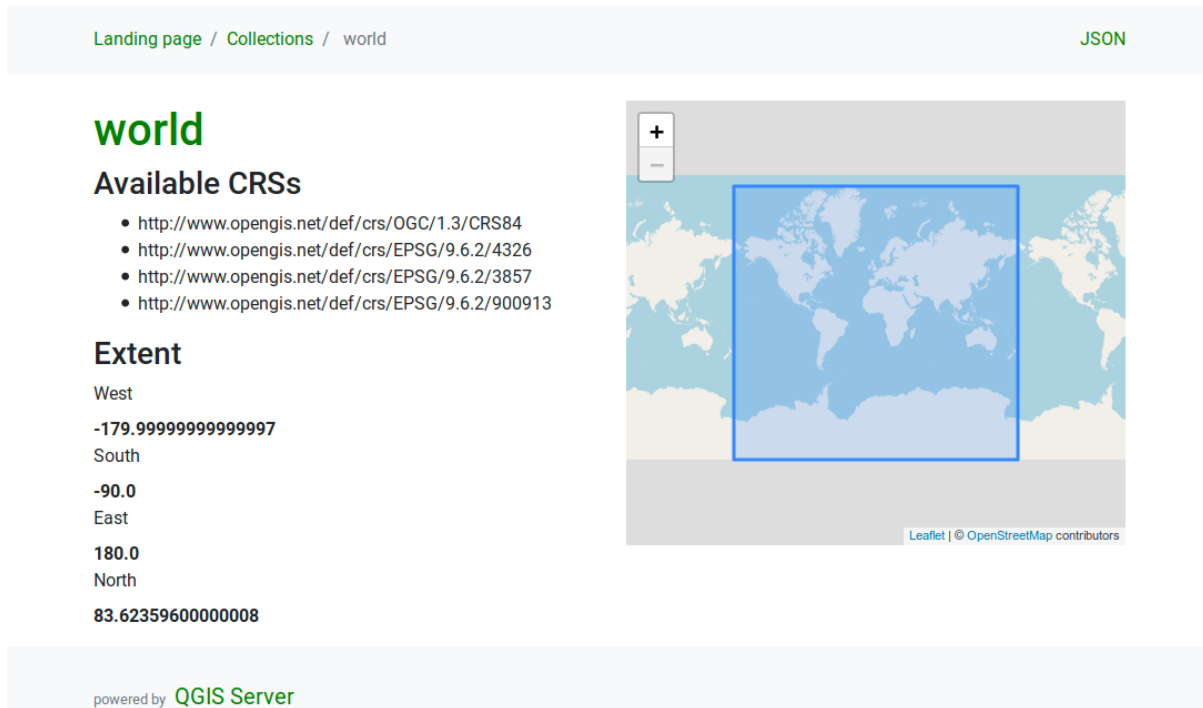 Landing page / Collections / world
JSON
world
Available CRSs
http://www.opengis.net/def/crs/OGC/1.3/CRS84
http://www.opengis.net/def/crs/EPSG/9.6.2/4326
http://www.opengis.net/def/crs/EPSG/9.6.2/3857
http://www.opengis.net/def/crs/EPSG/9.6.2/900913
Extent
West
-179.99999999999997
South
-90.0
East
180.0
North
83.62359600000008
+
−
Leaflet | © OpenStreetMap contributors
powered by QGIS Server